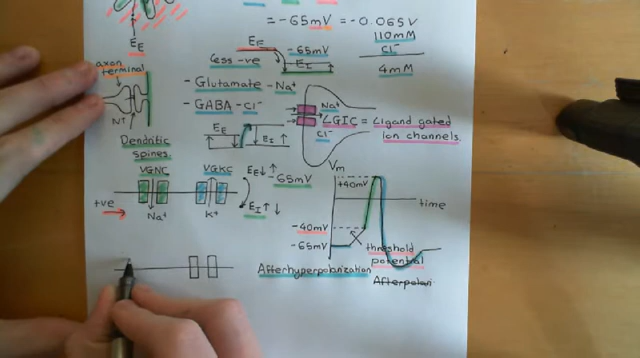 = -65mV = -0.065V
110mM
Cl⁻
4mM
E_E
E_E
-65mV
E_I
less -ve
axon
terminal
- Glutamate - Na⁺
- GABA - Cl⁻
NT
Na⁺
LGIC = Ligand gated
ion channels.
Cl⁻
E_E
E_I ↑
Dendritic
spines.
VGNC
VGKC
E_E ↓ ↑
-65mV
E_I ↑ ↓
+ve
Na⁺
K⁺
Vm
+40mV
time
-40mV
-65mV
threshold
potential
Afterhyperpolarization
Afterpolari